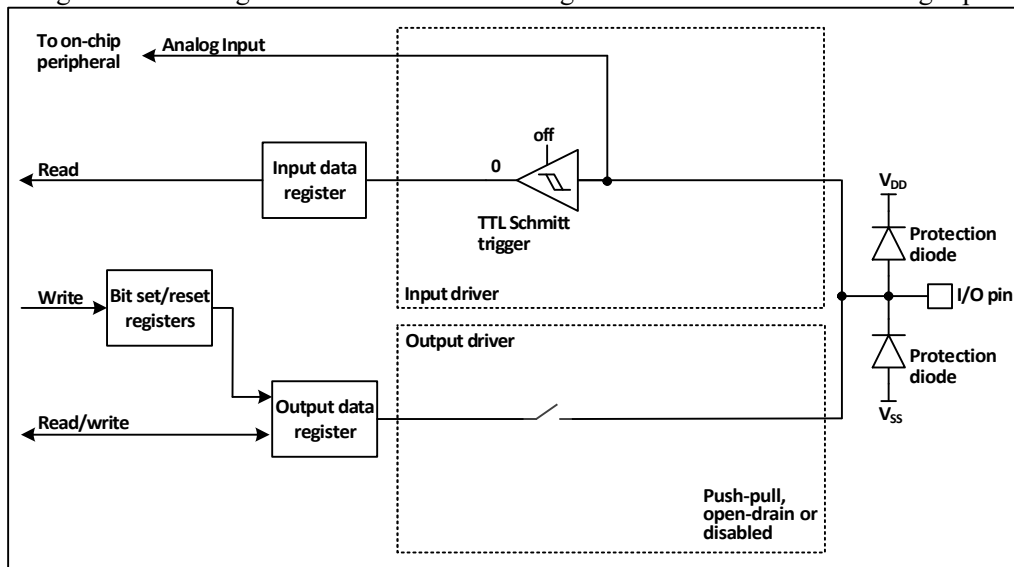 To on-chip
peripheral
Analog Input
off
Read
Input data
register
0
TTL Schmitt
trigger
VDD
Protection
diode
I/O pin
Input driver
Write
Bit set/reset
registers
Output driver
Protection
diode
VSS
Read/write
Output data
register
Push-pull,
open-drain or
disabled